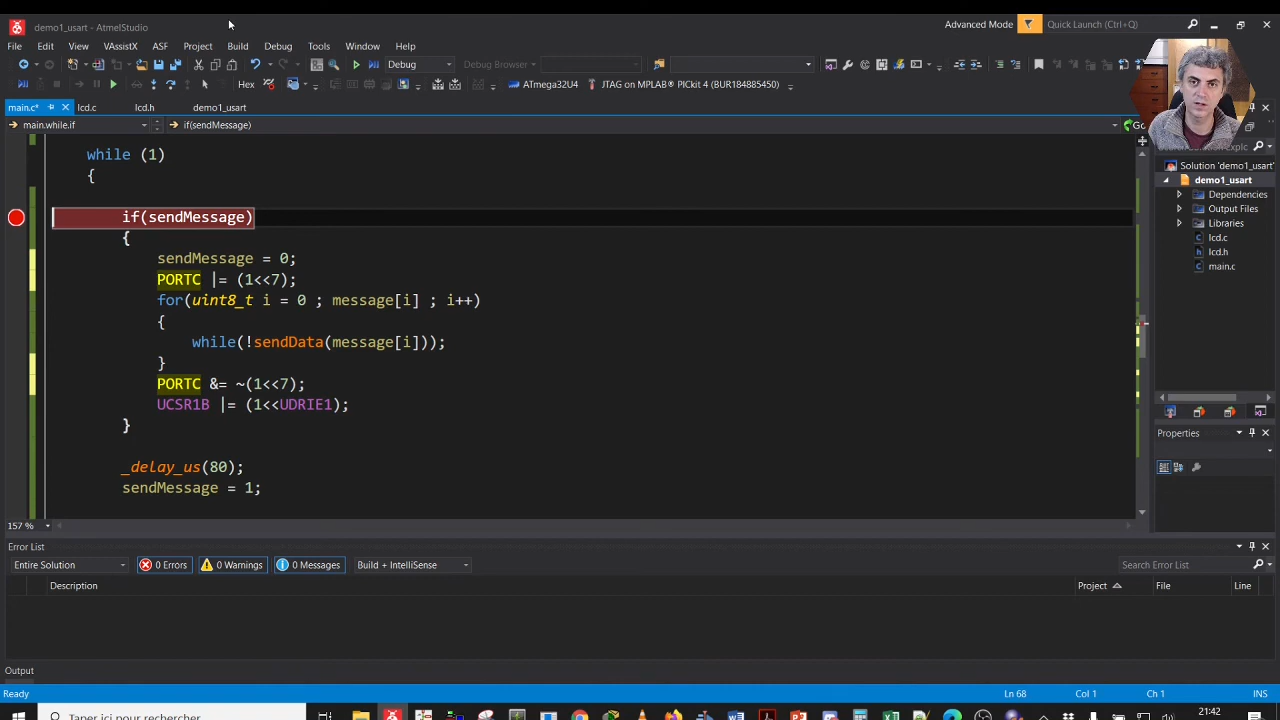 demo1_usart - AtmelStudio
Advanced Mode
Quick Launch (Ctrl+Q)
File Edit View VAssistX ASF Project Build Debug Tools Window Help
Debug
Debug Browser
Hex
ATmega32U4
JTAG on MPLAB® PICkit 4 (BUR184885450)
main.c* lcd.c lcd.h demo1_usart
main.while.if
if(sendMessage)
Go
while (1)
{
if(sendMessage)
{
sendMessage = 0;
PORTC |= (1<<7);
for(uint8_t i = 0 ; message[i] ; i++)
{
while(!sendData(message[i]));
}
PORTC &= ~(1<<7);
UCSR1B |= (1<<UDRIE1);
}
_delay_us(80);
sendMessage = 1;
157 %
Solution 'demo1_usart'
demo1_usart
Dependencies
Output Files
Libraries
lcd.c
lcd.h
main.c
Properties
Error List
Entire Solution
0 Errors
0 Warnings
0 Messages
Build + IntelliSense
Search Error List
Description
Project
File
Line
Output
Ready
Ln 68
Col 1
Ch 1
INS
Taper ici pour rechercher
21:42